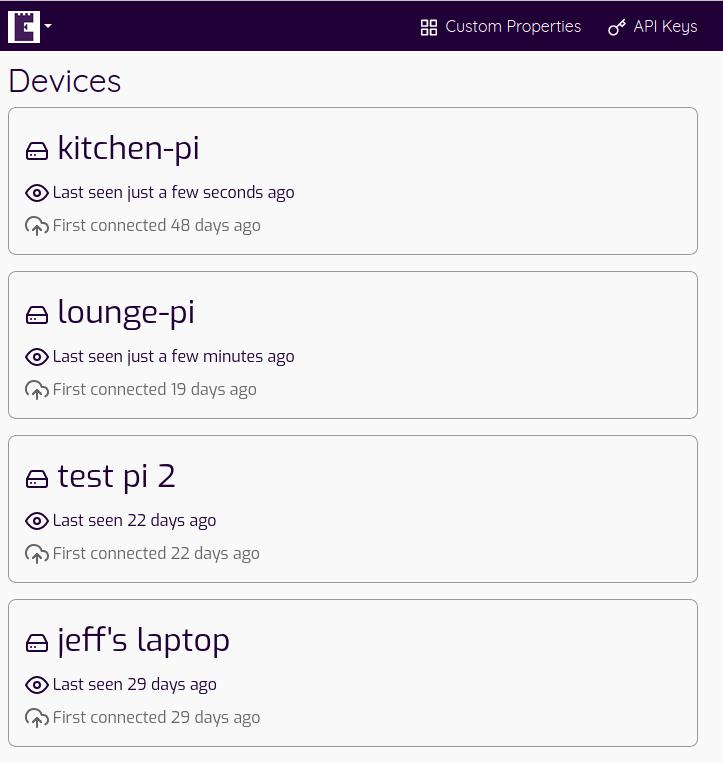 E
Custom Properties
API Keys
Devices
kitchen-pi
Last seen just a few seconds ago
First connected 48 days ago
lounge-pi
Last seen just a few minutes ago
First connected 19 days ago
test pi 2
Last seen 22 days ago
First connected 22 days ago
jeff's laptop
Last seen 29 days ago
First connected 29 days ago